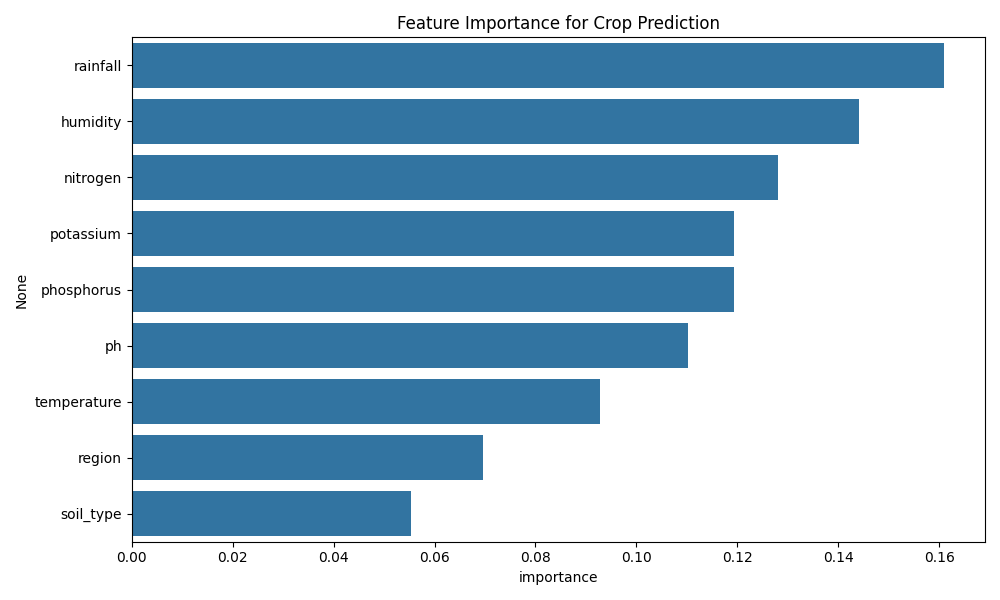 Feature Importance for Crop Prediction
rainfall
humidity
nitrogen
potassium
phosphorus
ph
temperature
region
soil_type
None
0.00 0.02 0.04 0.06 0.08 0.10 0.12 0.14 0.16
importance